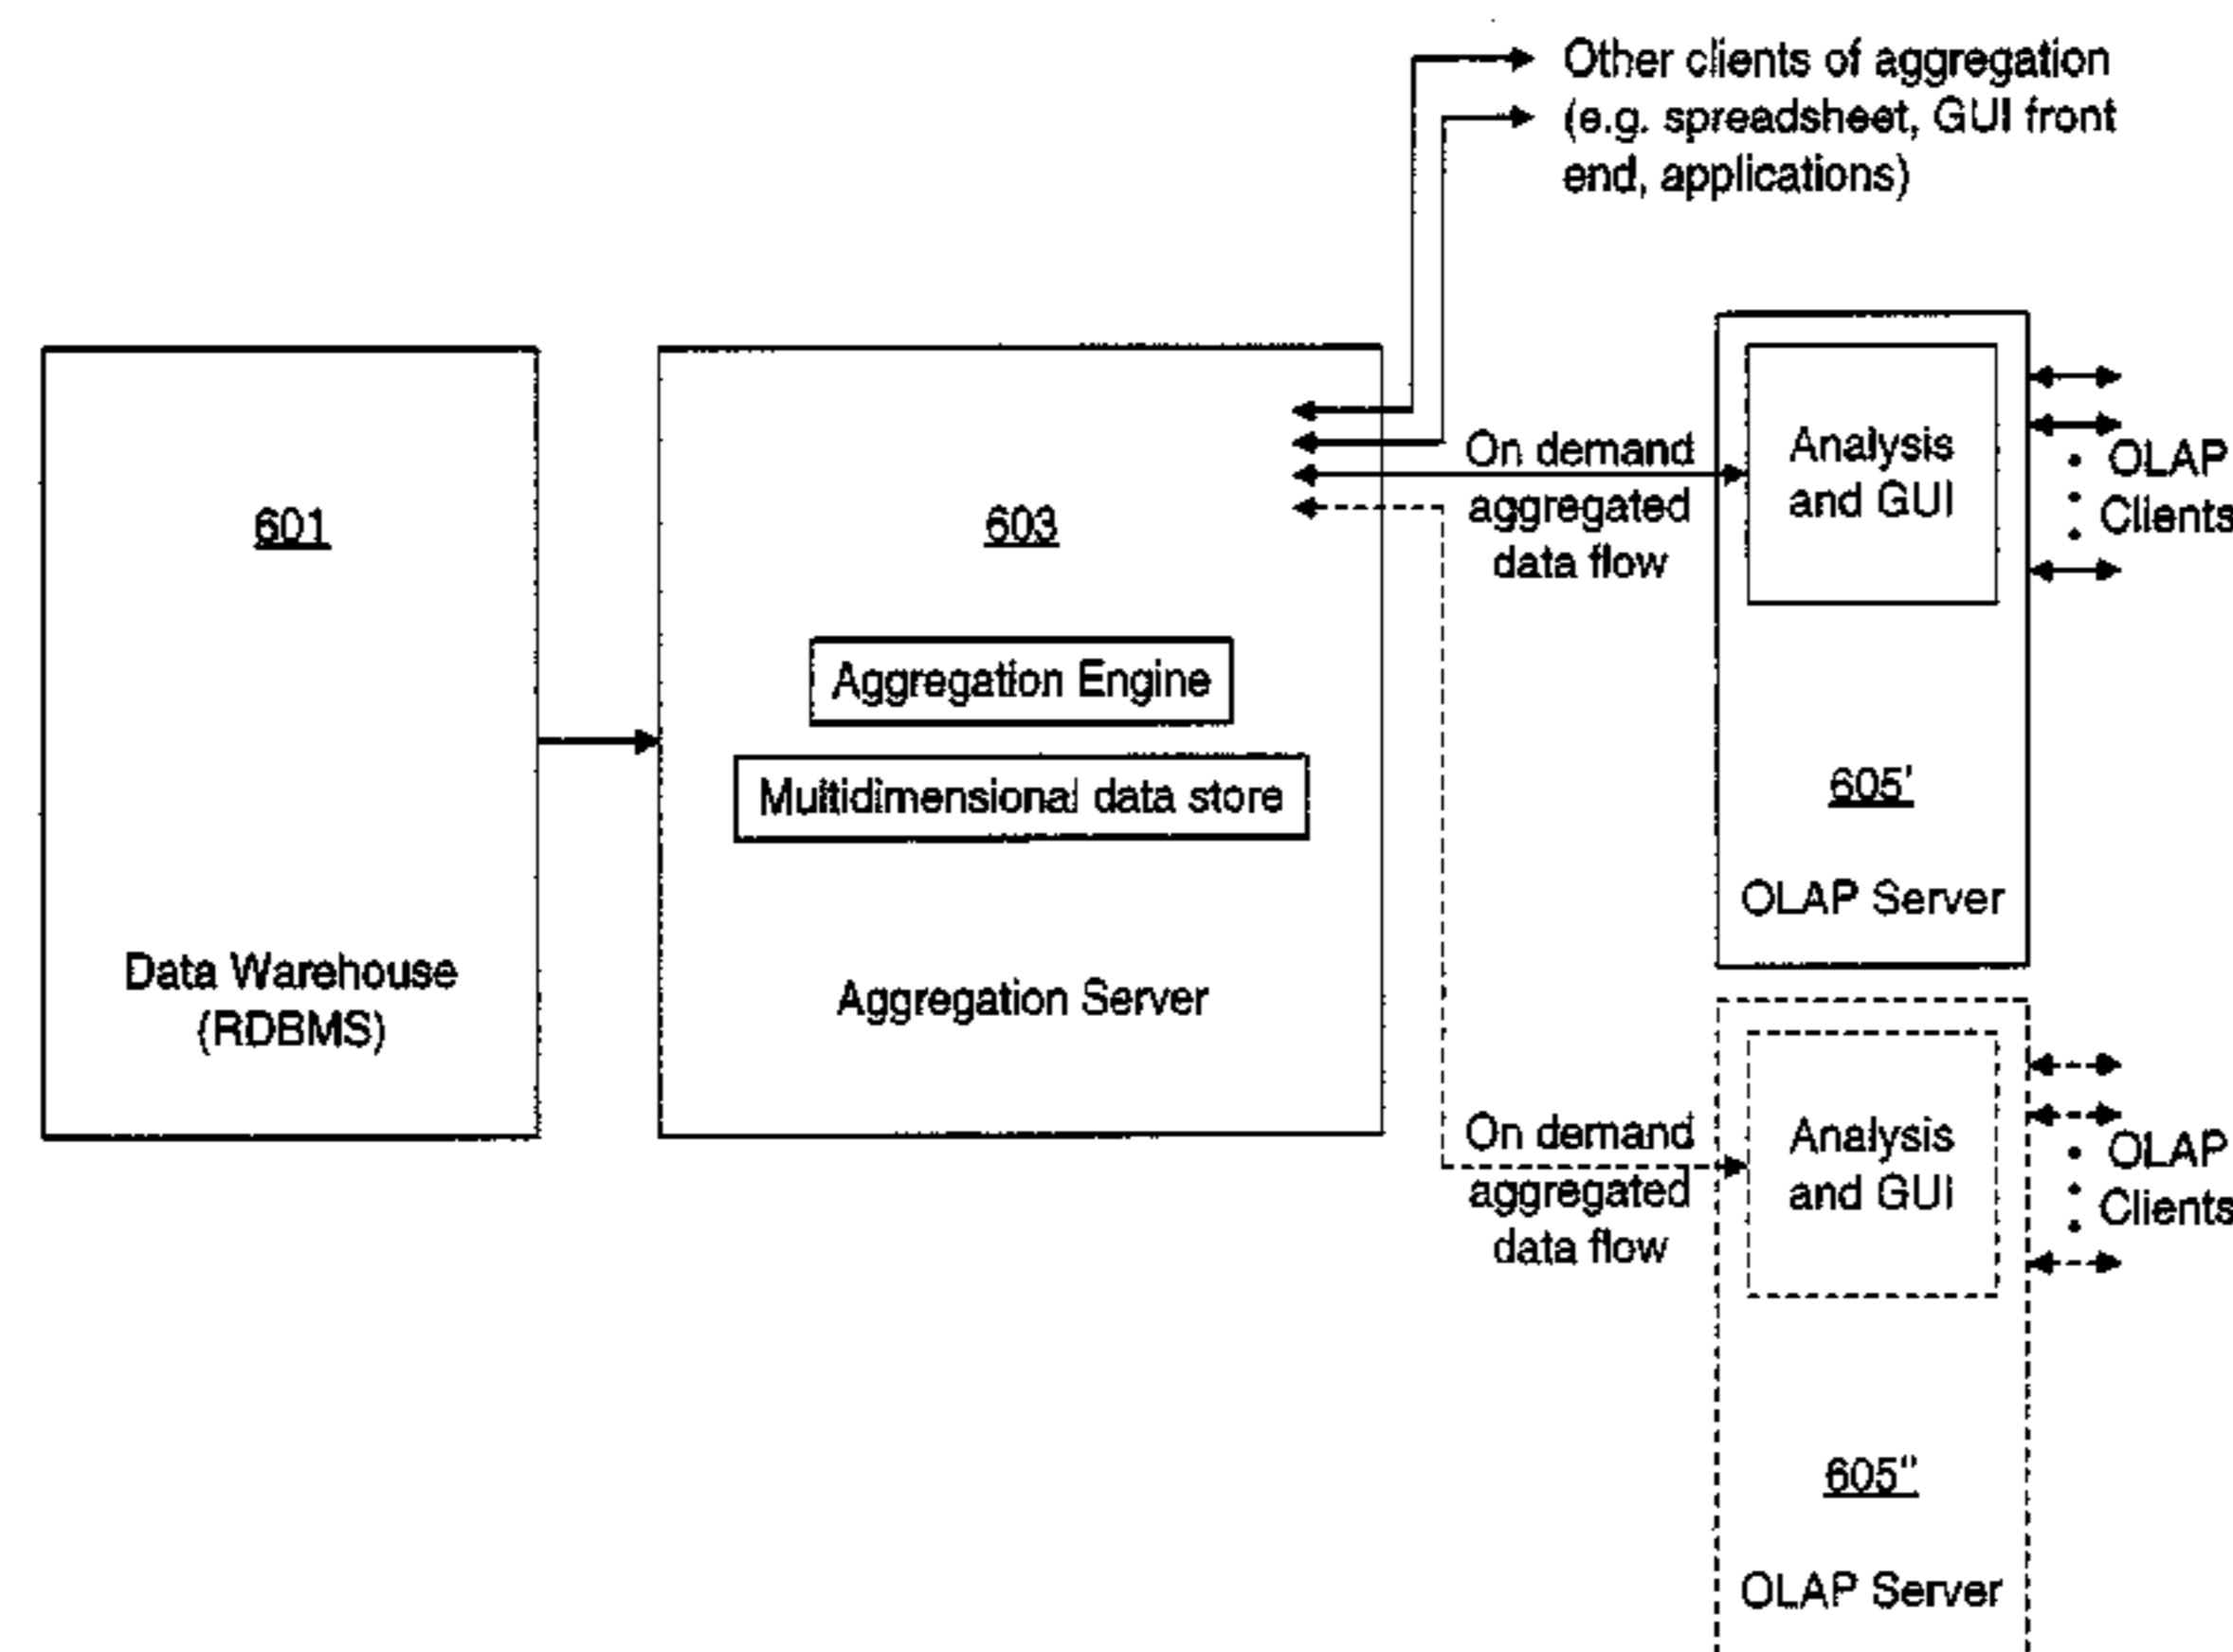 Other clients of aggregation
(e.g. spreadsheet, GUI front
end, applications)
601
Data Warehouse
(RDBMS)
603
Aggregation Engine
Multidimensional data store
Aggregation Server
On demand
aggregated
data flow
Analysis
and GUI
605'
OLAP Server
OLAP
Clients
On demand
aggregated
data flow
Analysis
and GUI
605"
OLAP Server
OLAP
Clients